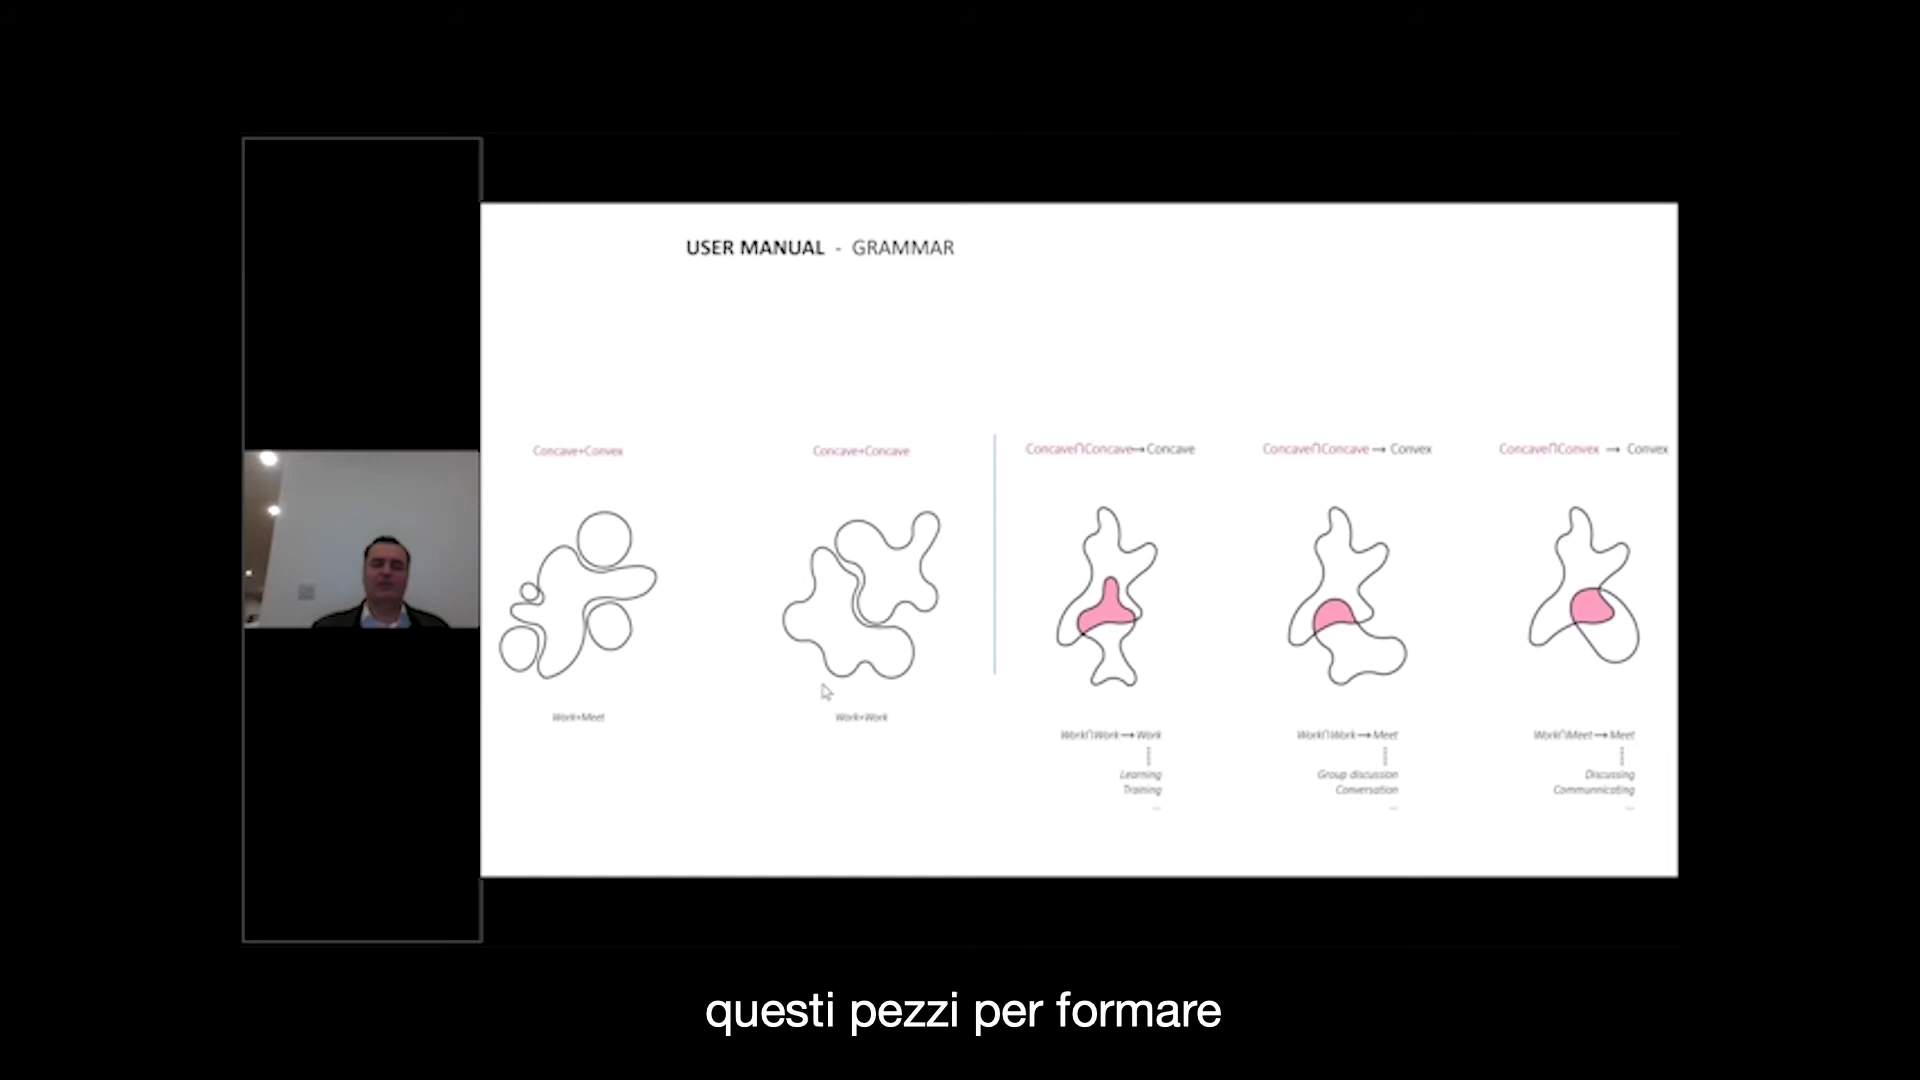 USER MANUAL - GRAMMAR
Concave+Convex
Concave+Concave
Concave∩Concave→Concave
Concave∩Concave → Convex
Concave∩Convex → Convex
Work+Meet
Work+Work
Work∩Work→Work
Learning
Training
...
Work∩Work→Meet
Group discussion
Conversation
...
Work∩Meet→Meet
Discussing
Communnicating
...
questi pezzi per formare